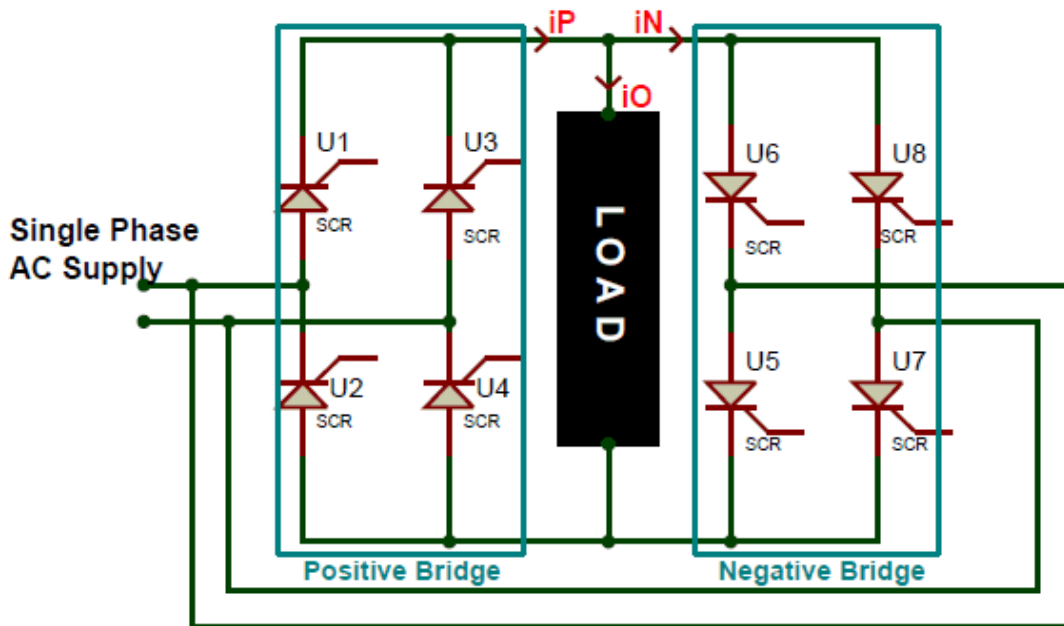 iP
iN
iO
U1
U3
U6
U8
SCR
SCR
SCR
SCR
Single Phase
AC Supply
LOAD
U2
U4
U5
U7
SCR
SCR
SCR
SCR
Positive Bridge
Negative Bridge